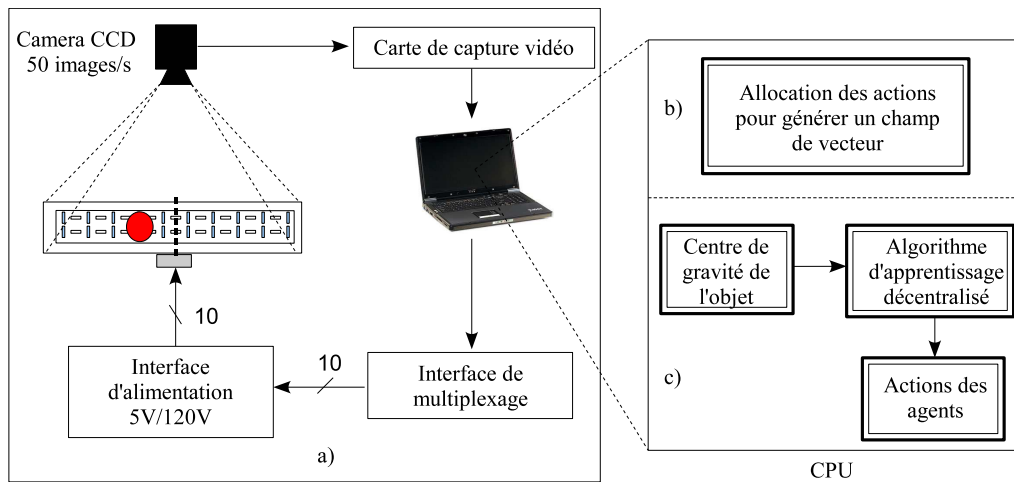 Camera CCD
50 images/s
Carte de capture vidéo
10
Interface
d'alimentation
5V/120V
10
Interface de
multiplexage
a)
b)
Allocation des actions
pour générer un champ
de vecteur
Centre de
gravité de
l'objet
Algorithme
d'apprentissage
décentralisé
c)
Actions des
agents
CPU